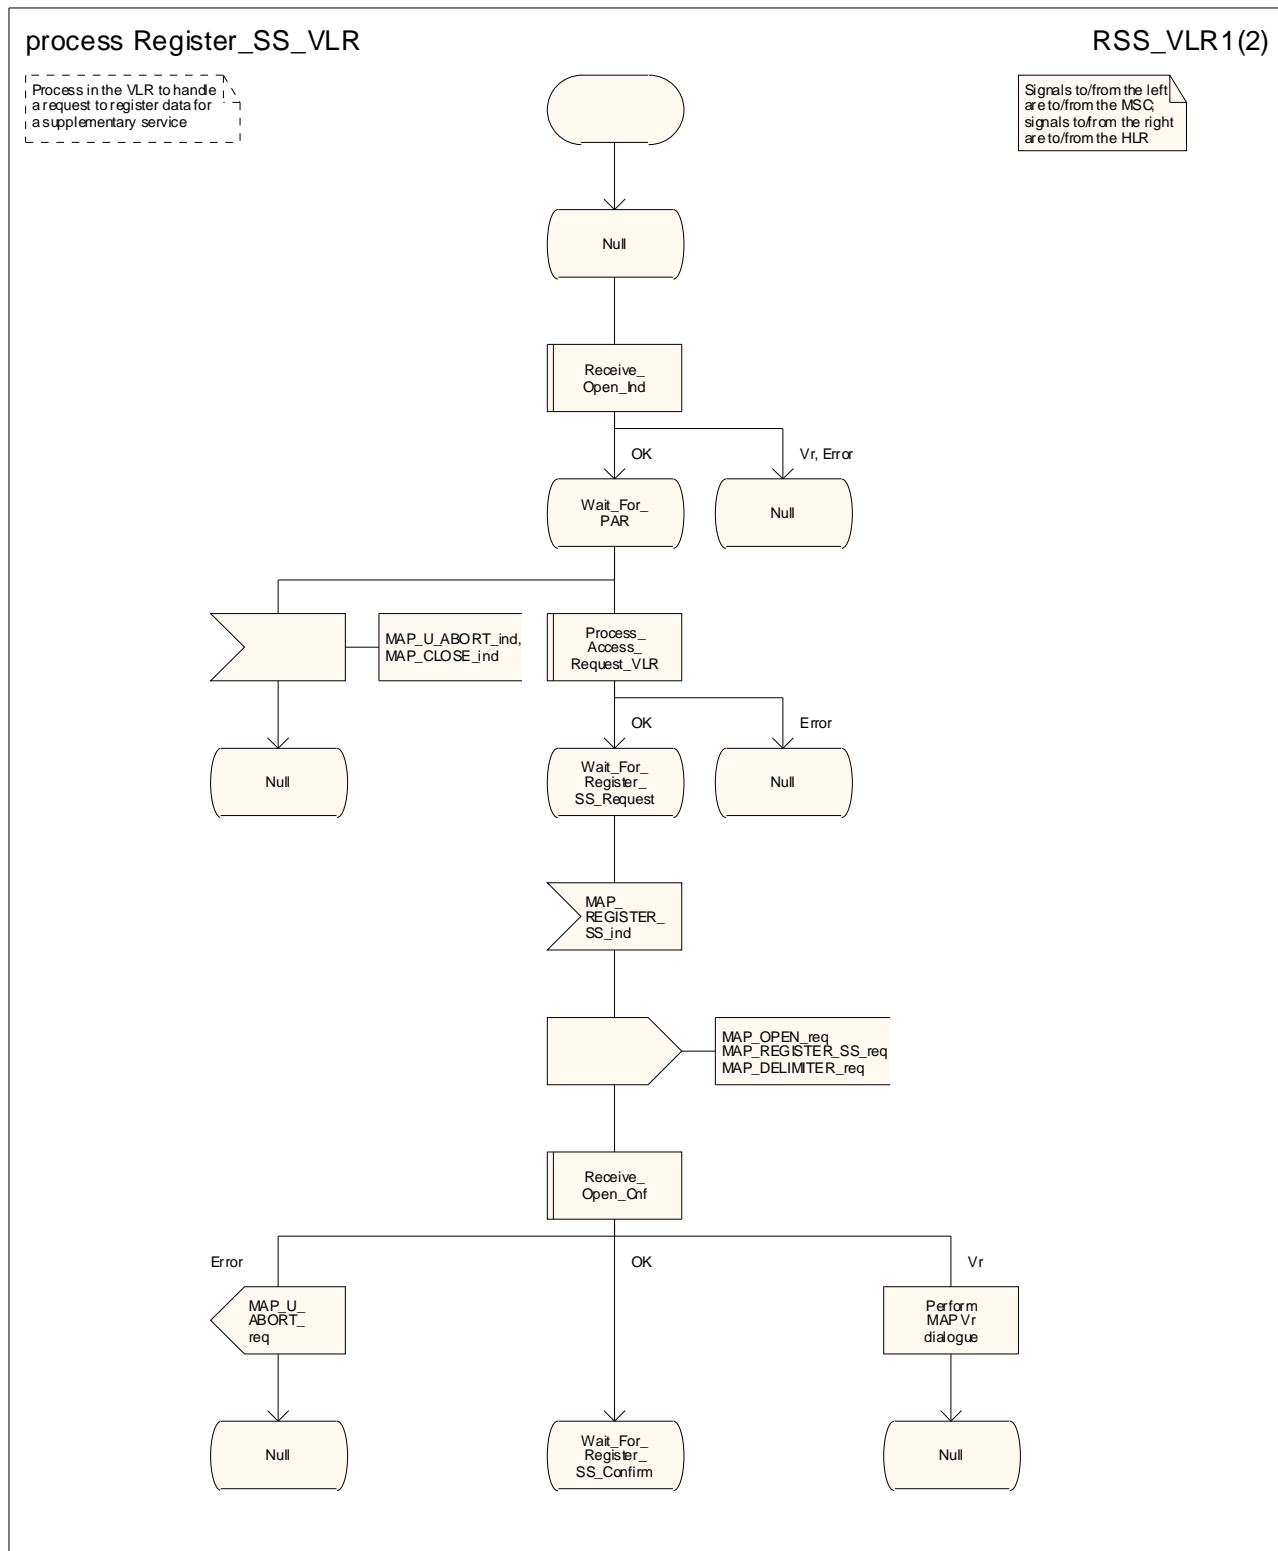 process Register_SS_VLR
RSS_VLR1(2)
Process in the VLR to handle
a request to register data for
a supplementary service
Signals to/from the left
are to/from the MSC;
signals to/from the right
are to/from the HLR
Null
Receive_
Open_Ind
OK
Vr, Error
Wait_For_
PAR
Null
MAP_U_ABORT_ind,
MAP_CLOSE_ind
Process_
Access_
Request_VLR
OK
Error
Null
Wait_For_
Register_
SS_Request
Null
MAP_
REGISTER_
SS_ind
MAP_OPEN_req
MAP_REGISTER_SS_req
MAP_DELIMITER_req
Receive_
Open_Cnf
Error
OK
Vr
MAP_U_
ABORT_
req
Perform
MAP Vr
dialogue
Null
Wait_For_
Register_
SS_Confirm
Null